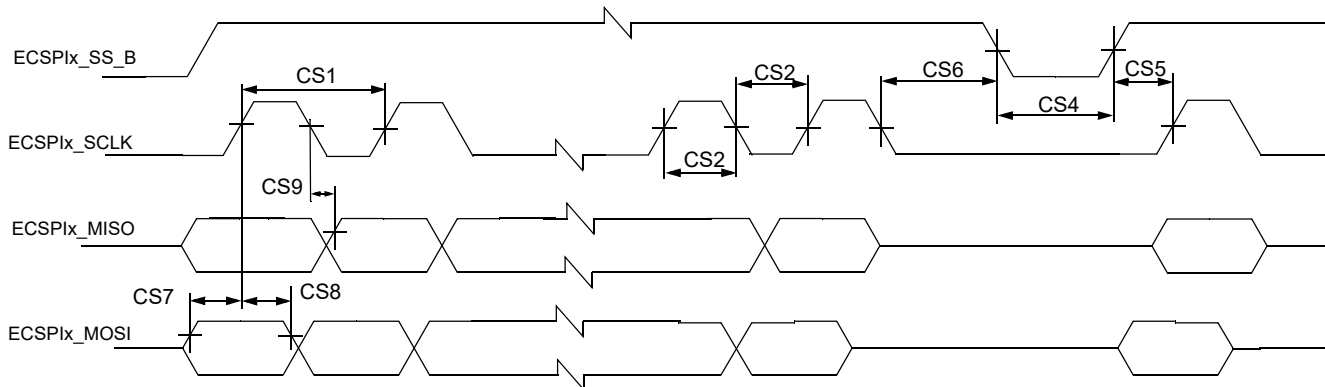 ECSPIx_SS_B
CS1
CS2
CS6
CS5
CS4
ECSPIx_SCLK
CS2
CS9
ECSPIx_MISO
CS7
CS8
ECSPIx_MOSI